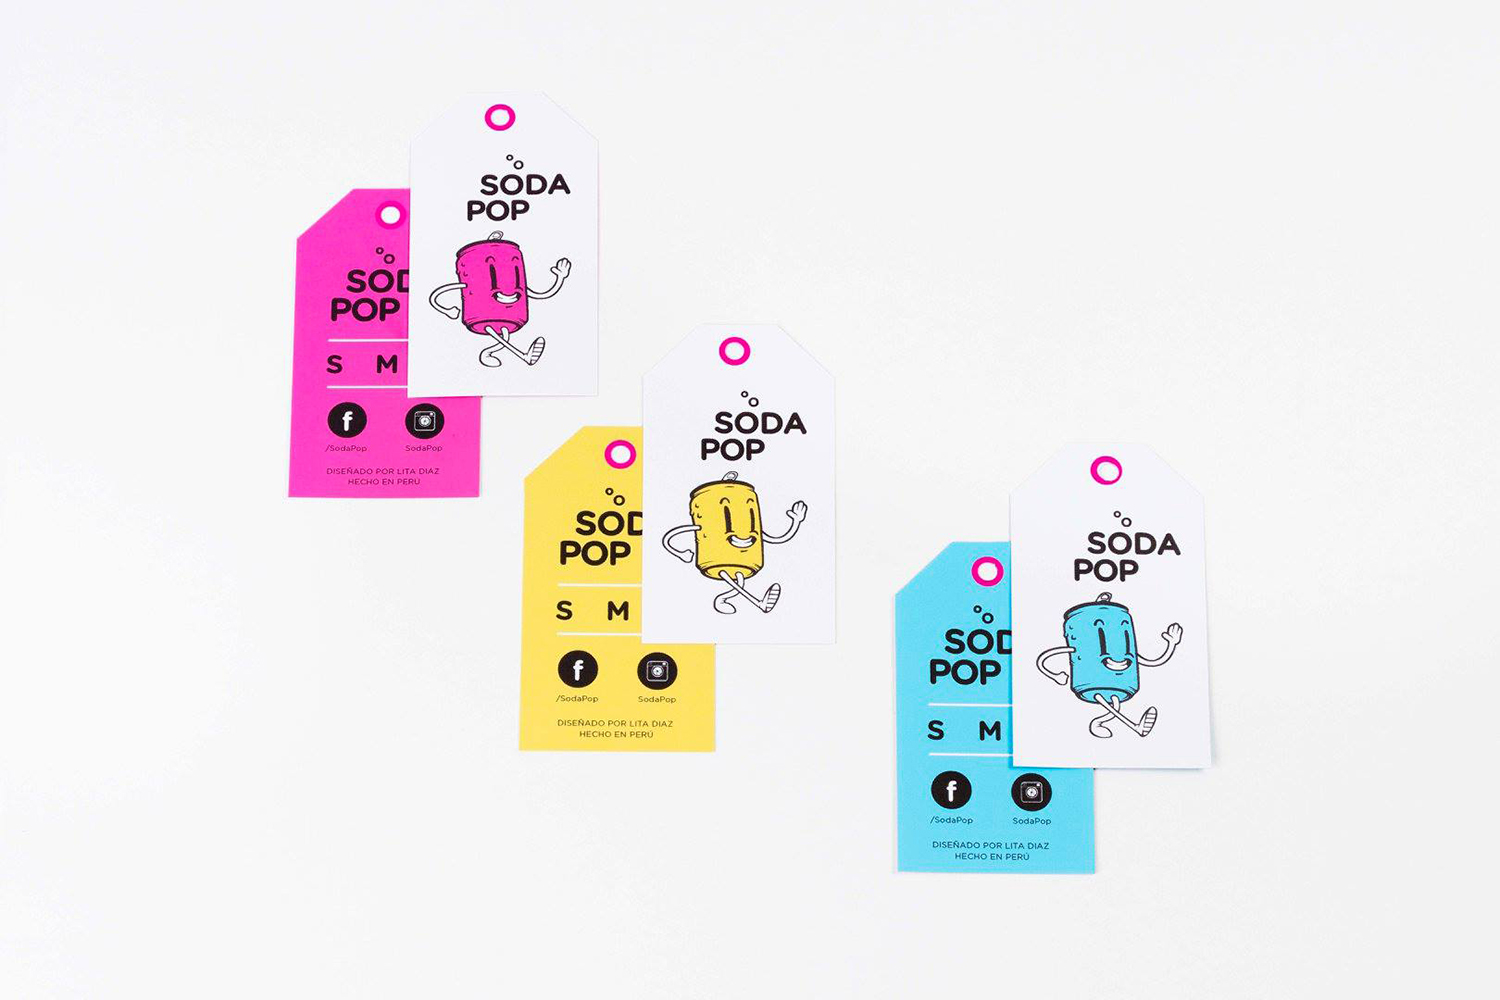 SODA
POP
SOD
POP
S M
f
/SodaPop SodaPop
DISEÑADO POR LITA DIAZ
HECHO EN PERÚ
SODA
POP
SOD
POP
S M
f
/SodaPop SodaPop
DISEÑADO POR LITA DIAZ
HECHO EN PERÚ
SODA
POP
SOD
POP
S M
f
/SodaPop SodaPop
DISEÑADO POR LITA DIAZ
HECHO EN PERÚ